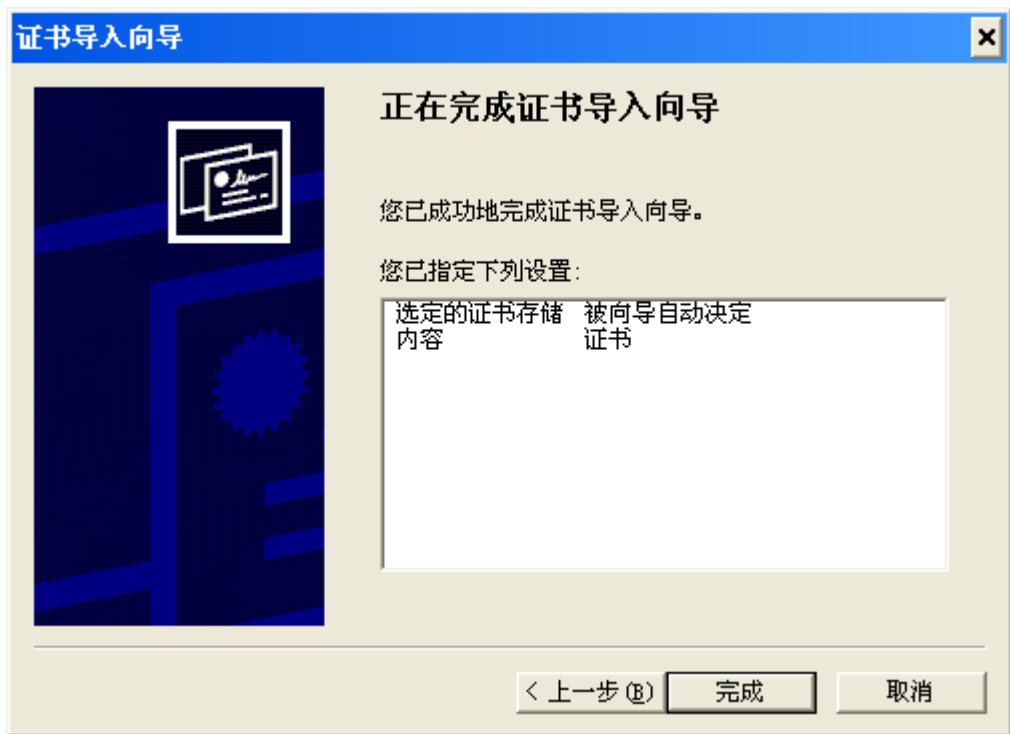 证书导入向导
正在完成证书导入向导
您已成功地完成证书导入向导。
您已指定下列设置:
选定的证书存储 被向导自动决定
内容 证书
< 上一步(B) 完成 取消